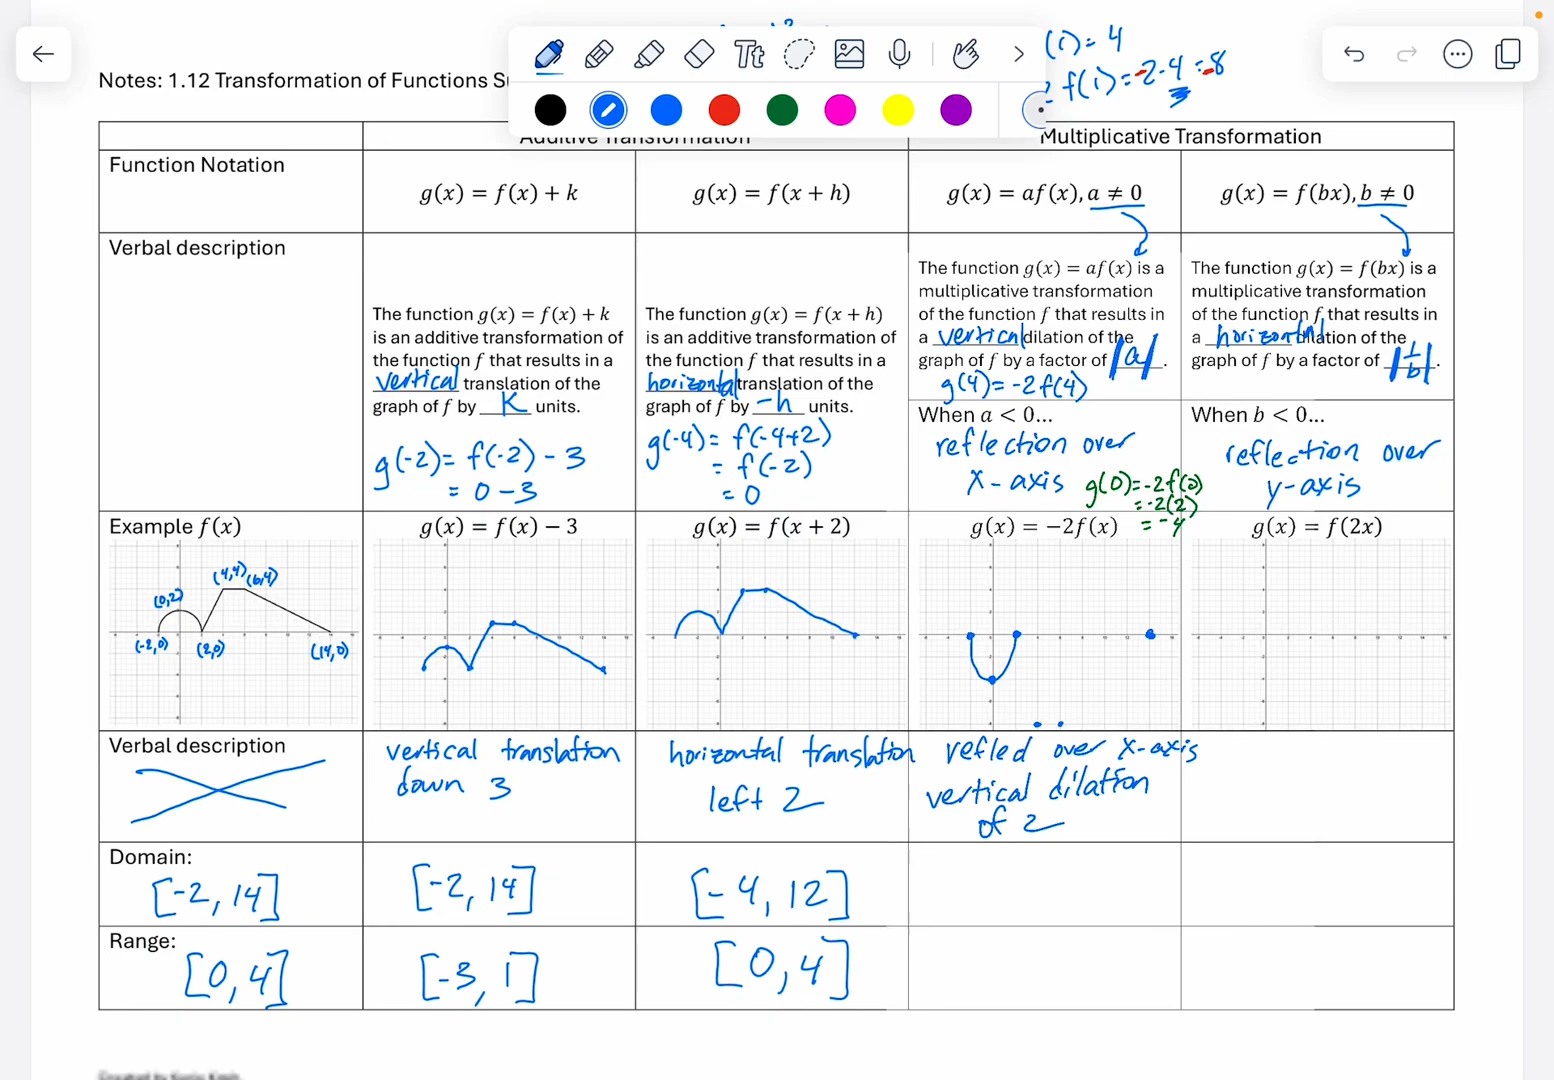 (1) = 4
f(1) = -2 · 4 = -8
Notes: 1.12 Transformation of Functions
Tt
Additive Transformation
Multiplicative Transformation
Function Notation
g(x) = f(x) + k
g(x) = f(x + h)
g(x) = af(x), a ≠ 0
g(x) = f(bx), b ≠ 0
Verbal description
The function g(x) = f(x) + k
is an additive transformation of
the function f that results in a
vertical translation of the
graph of f by K units.
g(-2) = f(-2) - 3
= 0 - 3
The function g(x) = f(x + h)
is an additive transformation of
the function f that results in a
horizontal translation of the
graph of f by -h units.
g(-4) = f(-4+2)
= f(-2)
= 0
The function g(x) = af(x) is a
multiplicative transformation
of the function f that results in
a vertical dilation of the
graph of f by a factor of |a|.
g(4) = -2f(4)
When a < 0...
reflection over
x-axis
g(0) = -2f(0)
= -2(2)
= -4
The function g(x) = f(bx) is a
multiplicative transformation
of the function f that results in
a horizontal dilation of the
graph of f by a factor of |1/b|.
When b < 0...
reflection over
y-axis
Example f(x)
g(x) = f(x) − 3
g(x) = f(x + 2)
g(x) = −2f(x)
g(x) = f(2x)
(4,4) (6,4)
(0,2)
(-2,0) (2,0) (14,0)
Verbal description
vertical translation
down 3
horizontal translation
left 2
refled over x-axis
vertical dilation
of 2
Domain:
[-2, 14]
[-2, 14]
[-4, 12]
Range:
[0, 4]
[-3, 1]
[0, 4]